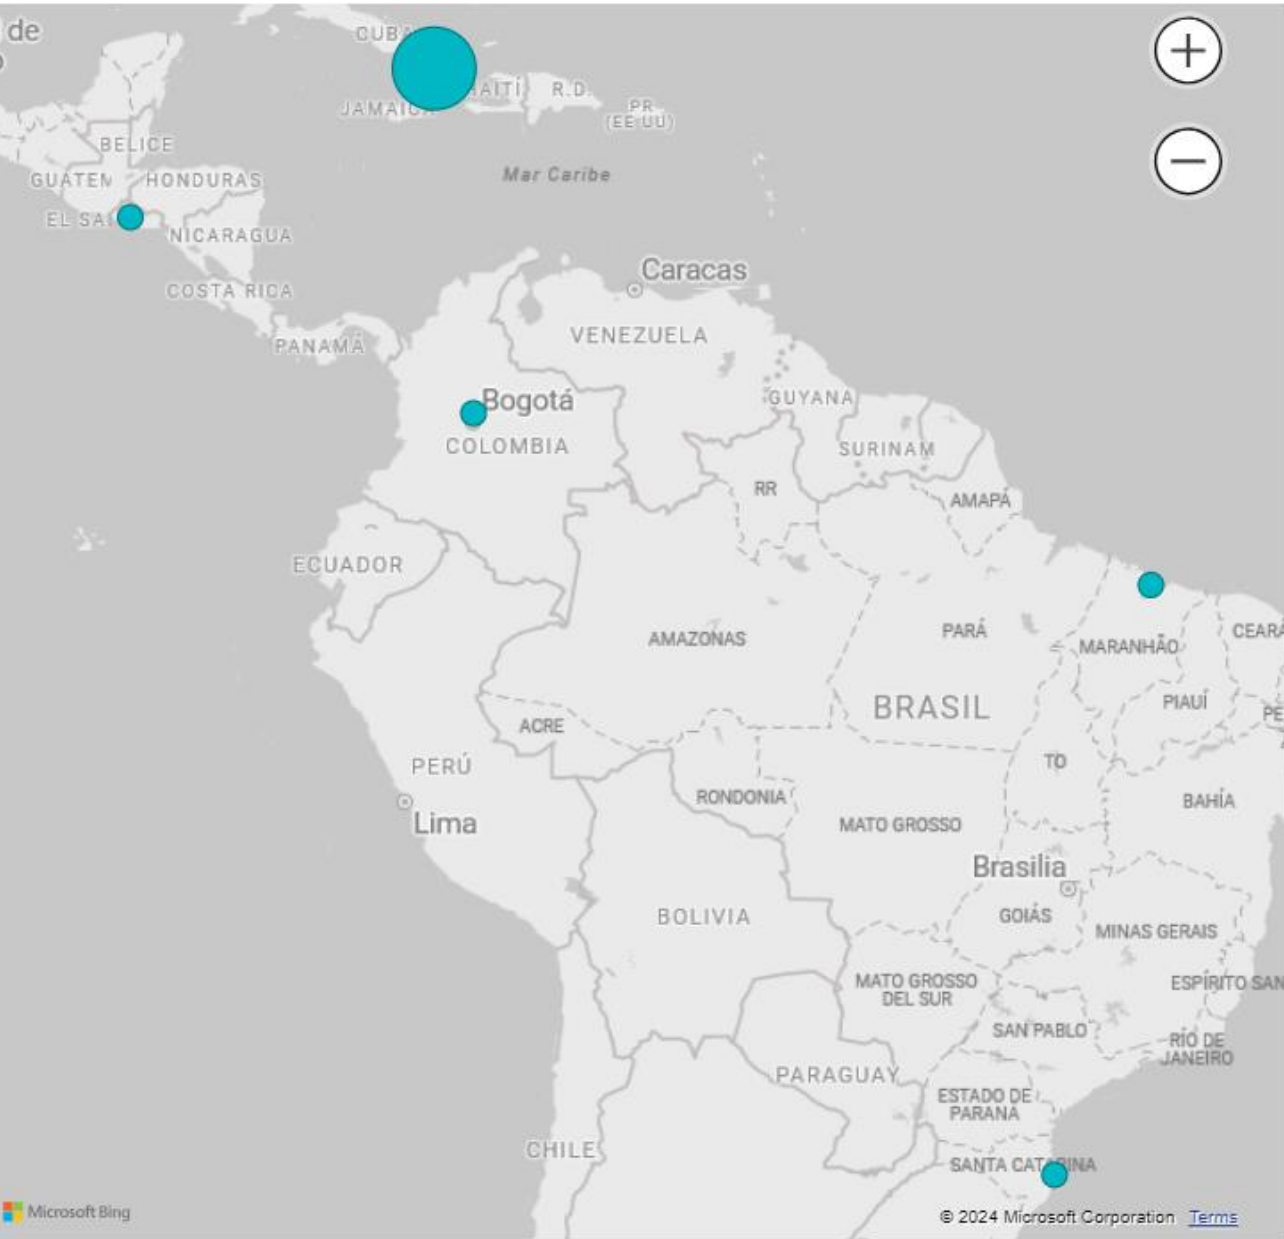 de
CUBA
HAITÍ
R.D.
JAMAICA
PR
(EE UU)
BELICE
Mar Caribe
GUATEM
HONDURAS
EL SA
NICARAGUA
Caracas
COSTA RICA
VENEZUELA
PANAMÁ
Bogotá
GUYANA
COLOMBIA
SURINAM
RR
AMAPÁ
ECUADOR
PARÁ
CEARÁ
AMAZONAS
MARANHÃO
BRASIL
PIAUÍ
PE
ACRE
PERÚ
TO
RONDONIA
BAHÍA
Lima
MATO GROSSO
Brasilia
BOLIVIA
GOIÁS
MINAS GERAIS
MATO GROSSO
DEL SUR
ESPÍRITO SAN
SAN PABLO
RÍO DE
JANEIRO
PARAGUAY
ESTADO DE
PARANÁ
CHILE
SANTA CATARINA
Microsoft Bing
© 2024 Microsoft Corporation Terms